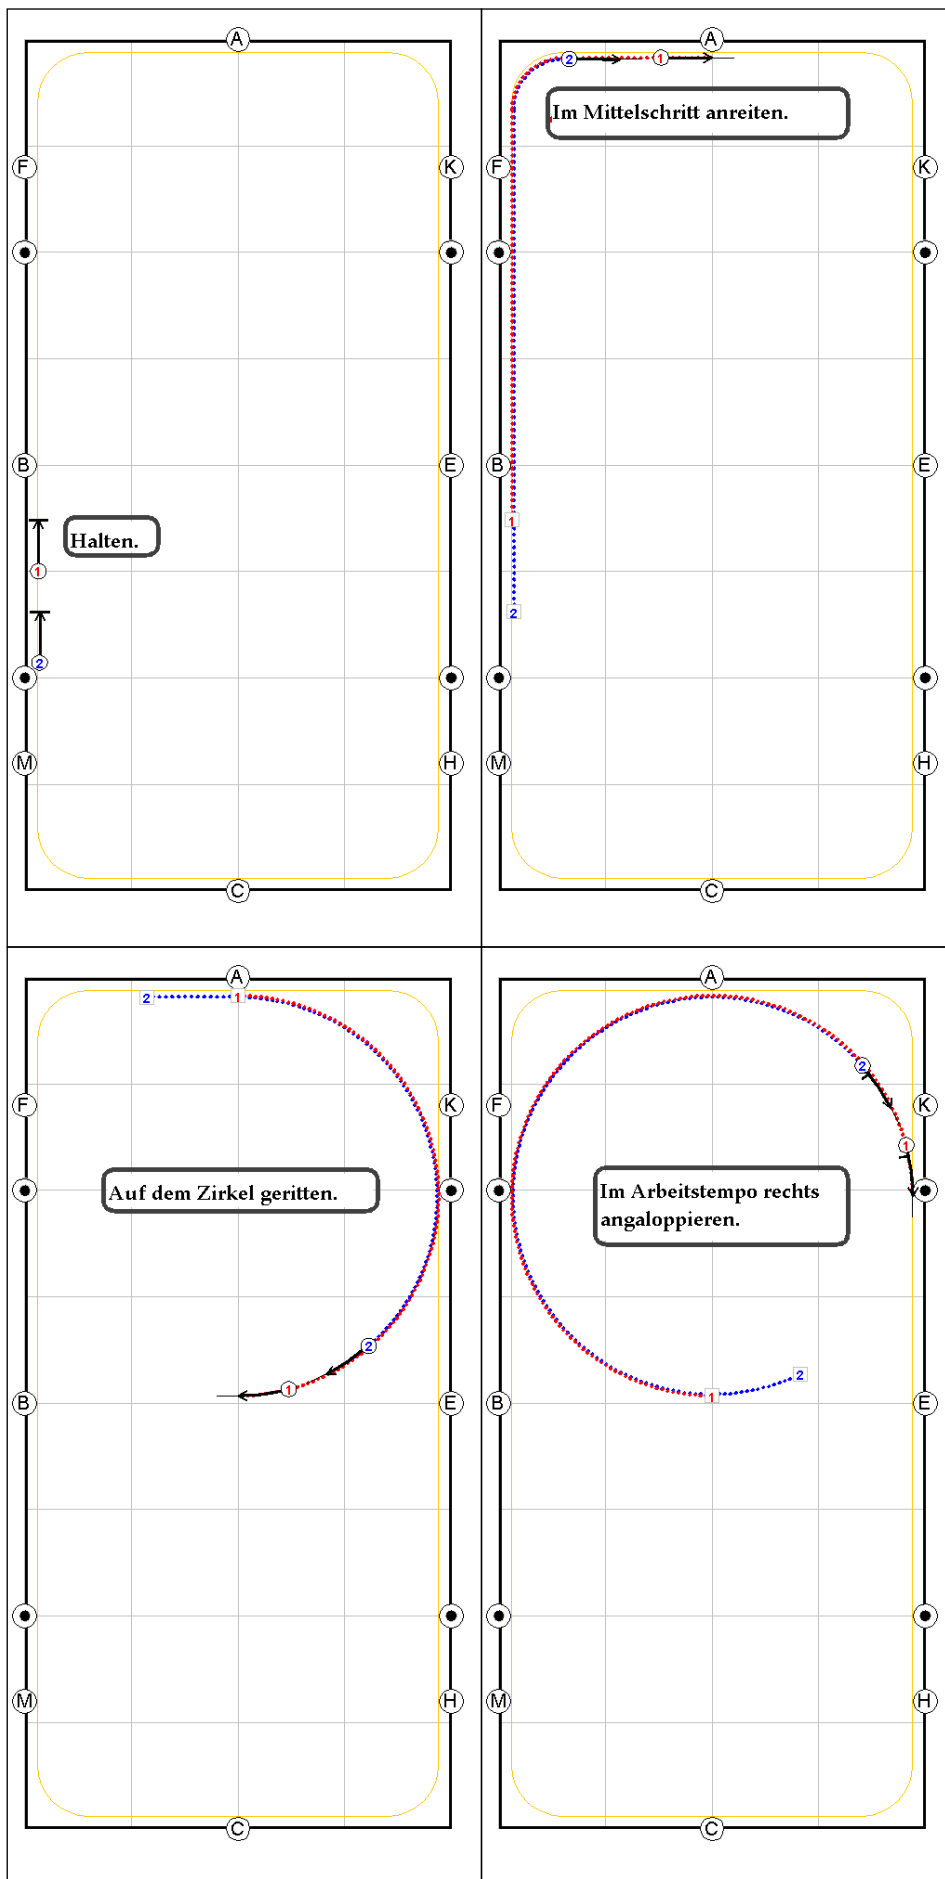 A
F
K
B
E
Halten.
1
2
M
H
C
2
1
A
Im Mittelschritt anreiten.
F
K
B
E
1
2
M
H
C
A
2
1
F
K
Auf dem Zirkel geritten.
2
1
B
E
M
H
C
A
2
F
K
1
Im Arbeitstempo rechts
angaloppieren.
2
1
B
E
M
H
C